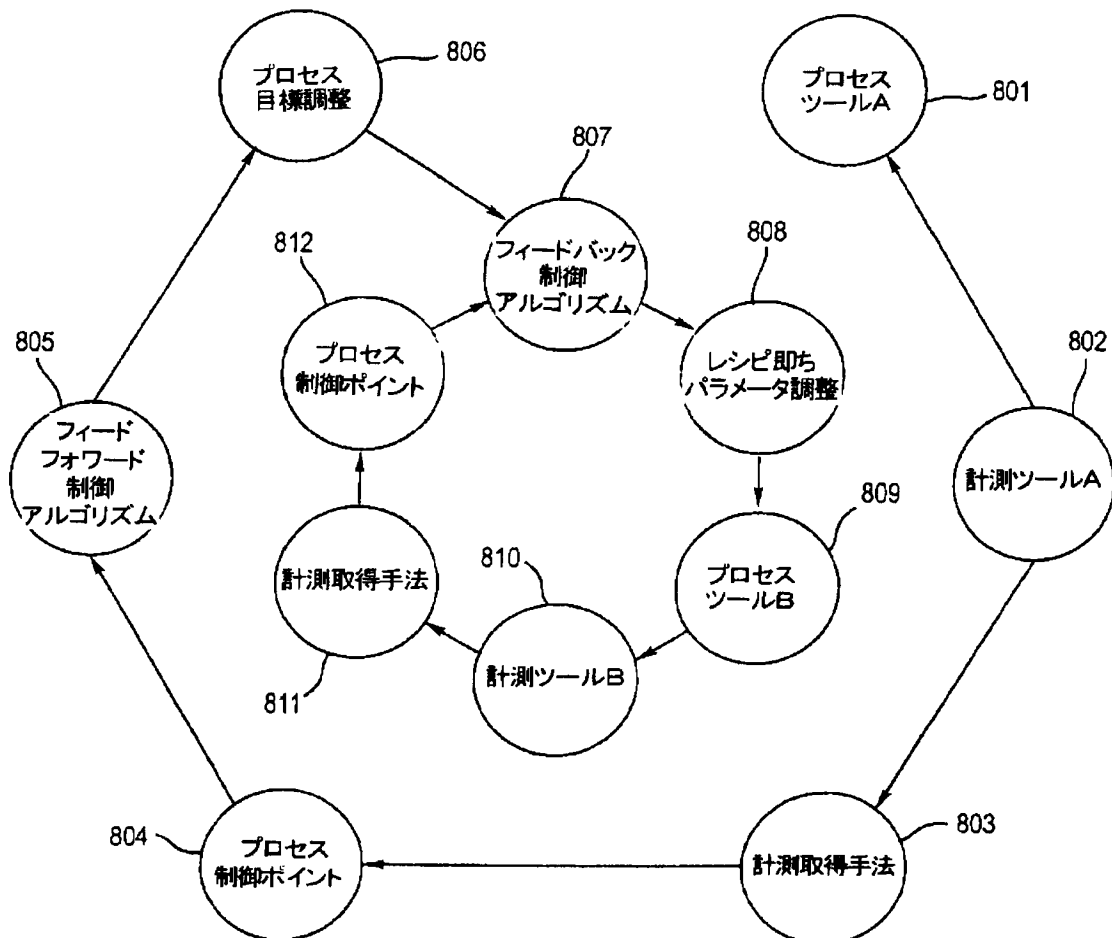 806
プロセス
目標調整
プロセス
ツールA
801
807
フィードバック
制御
アルゴリズム
812
プロセス
制御ポイント
808
レシピ即ち
パラメータ調整
805
フィード
フォワード
制御
アルゴリズム
802
計測ツールA
809
プロセス
ツールB
810
計測ツールB
計測取得手法
811
804
プロセス
制御ポイント
803
計測取得手法